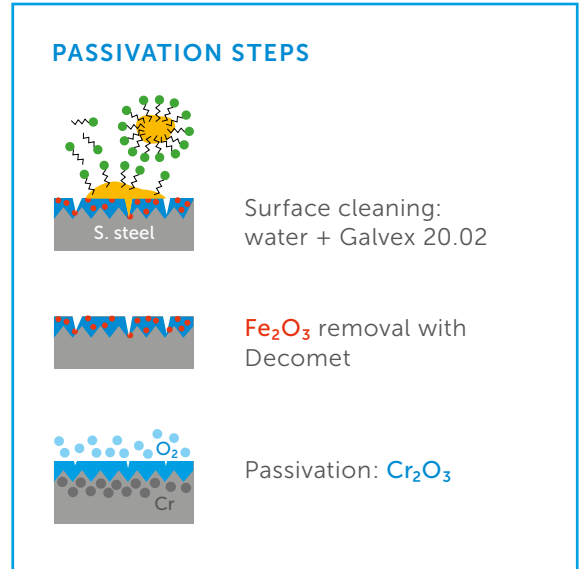 PASSIVATION STEPS
S. steel
Surface cleaning:
water + Galvex 20.02
Fe₂O₃ removal with
Decomet
O₂
Cr
Passivation: Cr₂O₃